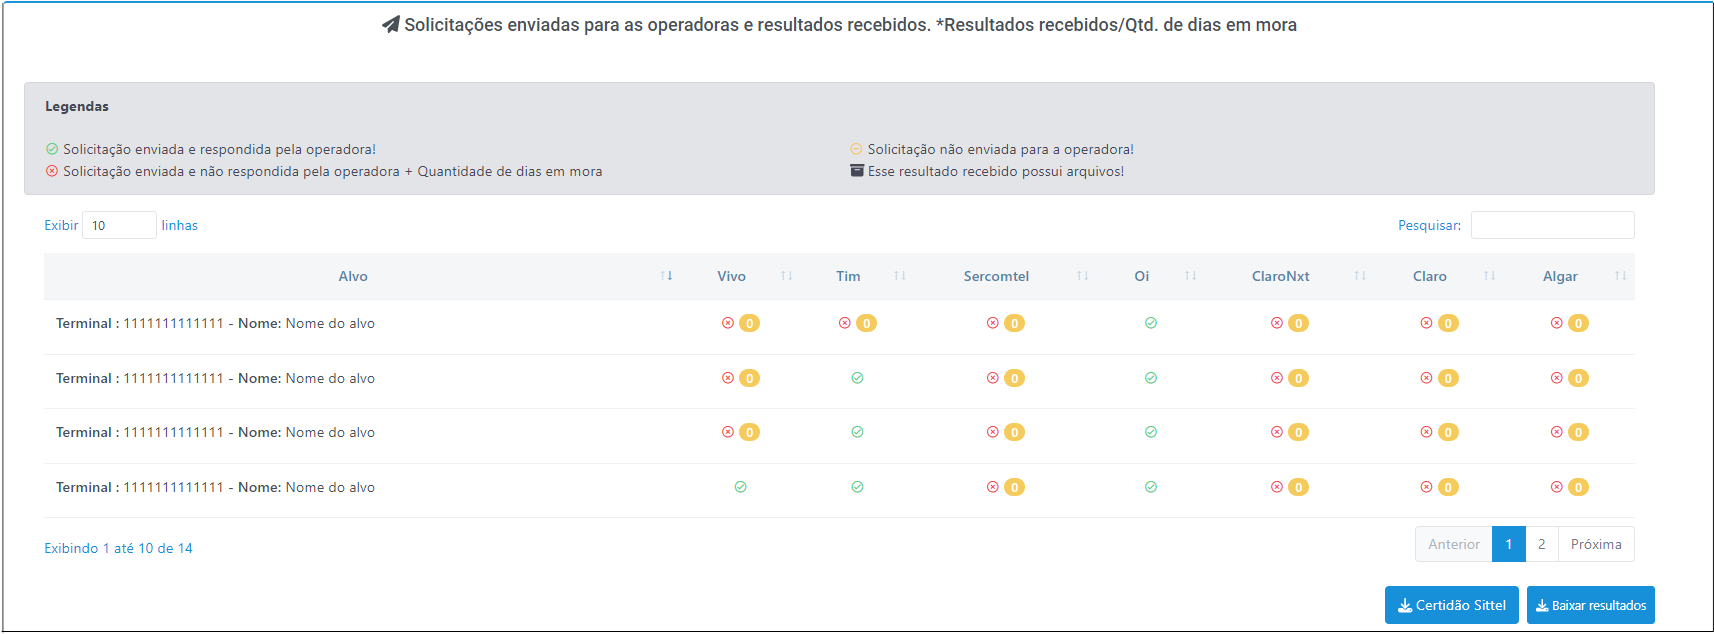 Solicitações enviadas para as operadoras e resultados recebidos. *Resultados recebidos/Qtd. de dias em mora
Legendas
Solicitação enviada e respondida pela operadora!
Solicitação não enviada para a operadora!
Solicitação enviada e não respondida pela operadora + Quantidade de dias em mora
Esse resultado recebido possui arquivos!
Exibir 10 linhas
Pesquisar:
Alvo Vivo Tim Sercomtel Oi ClaroNxt Claro Algar
Terminal : 1111111111111 - Nome: Nome do alvo 0 0 0 0 0 0
Terminal : 1111111111111 - Nome: Nome do alvo 0 0 0 0 0
Terminal : 1111111111111 - Nome: Nome do alvo 0 0 0 0 0
Terminal : 1111111111111 - Nome: Nome do alvo 0 0 0 0
Exibindo 1 até 10 de 14
Anterior 1 2 Próxima
Certidão Sittel Baixar resultados